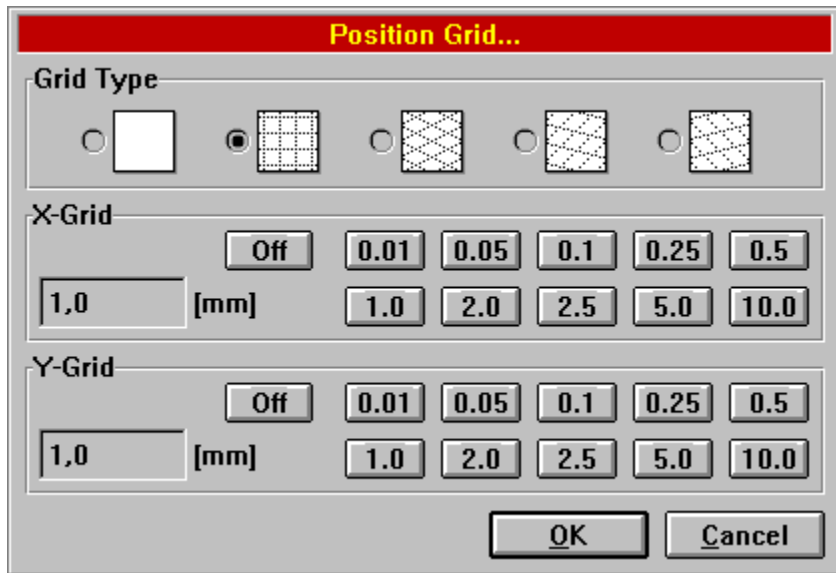 Position Grid...
Grid Type
X-Grid
Off 0.01 0.05 0.1 0.25 0.5
1,0 [mm] 1.0 2.0 2.5 5.0 10.0
Y-Grid
Off 0.01 0.05 0.1 0.25 0.5
1,0 [mm] 1.0 2.0 2.5 5.0 10.0
OK Cancel